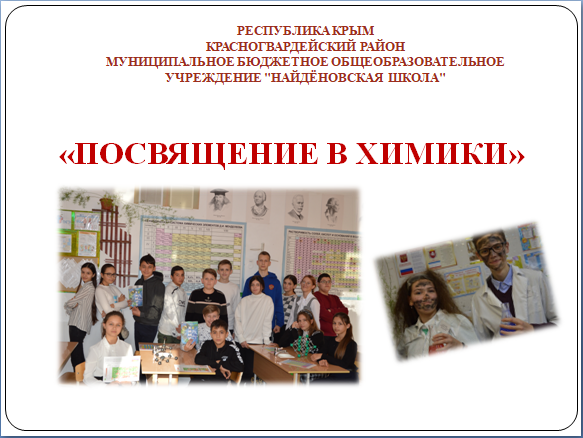 РЕСПУБЛИКА КРЫМ
КРАСНОГВАРДЕЙСКИЙ РАЙОН
МУНИЦИПАЛЬНОЕ БЮДЖЕТНОЕ ОБЩЕОБРАЗОВАТЕЛЬНОЕ
УЧРЕЖДЕНИЕ "НАЙДЁНОВСКАЯ ШКОЛА"
«ПОСВЯЩЕНИЕ В ХИМИКИ»